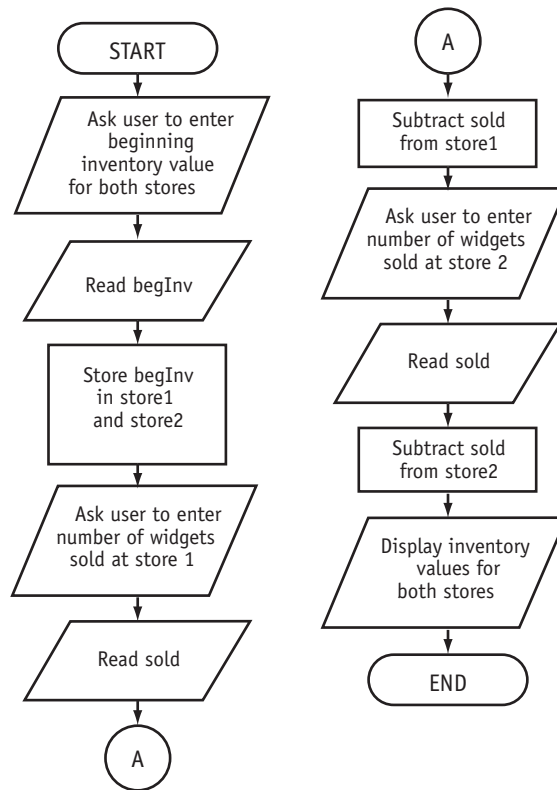 START
Ask user to enter
beginning
inventory value
for both stores
Read begInv
Store begInv
in store1
and store2
Ask user to enter
number of widgets
sold at store 1
Read sold
A
A
Subtract sold
from store1
Ask user to enter
number of widgets
sold at store 2
Read sold
Subtract sold
from store2
Display inventory
values for
both stores
END